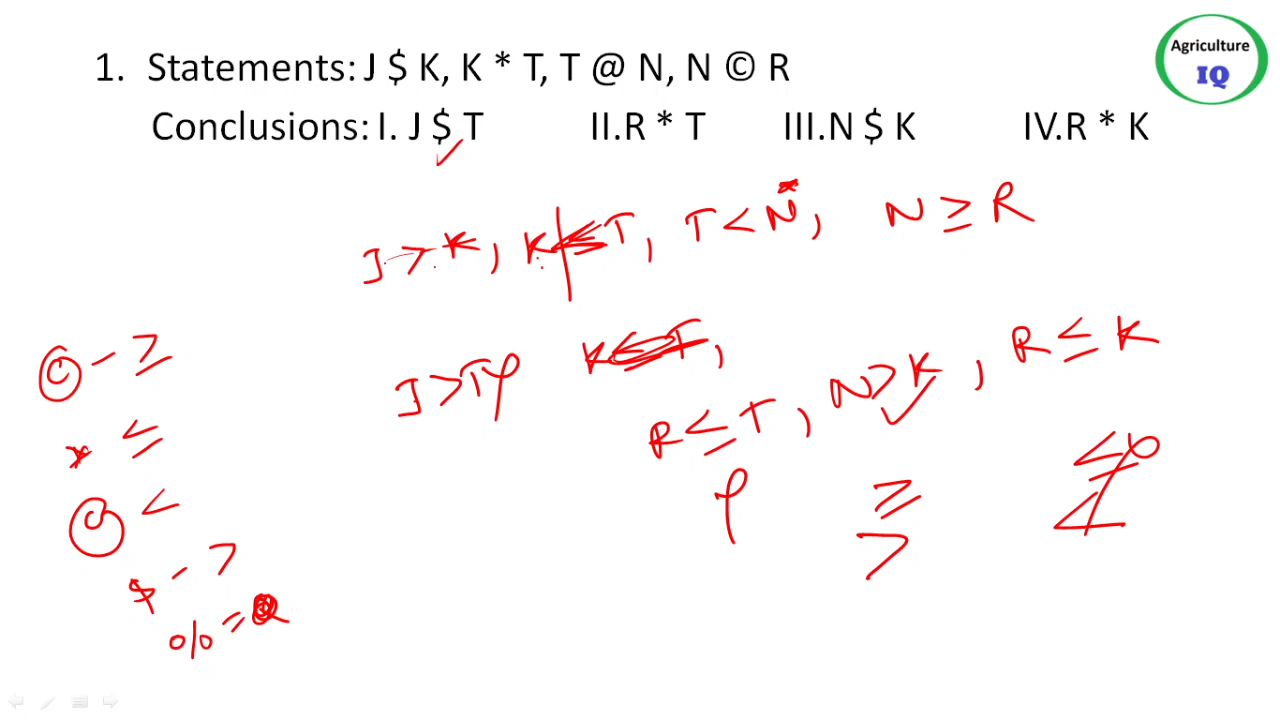 Agriculture
IQ
1. Statements: J $ K, K * T, T @ N, N © R
Conclusions: I. J $ T II.R * T III.N $ K IV.R * K
J > K, K ≤ T, T < N, N ≥ R
J > T K ≤ T, N > K, R ≤ K
R ≤ T,
© - ≥
* ≤
@ <
≥
>
$ - >
% =